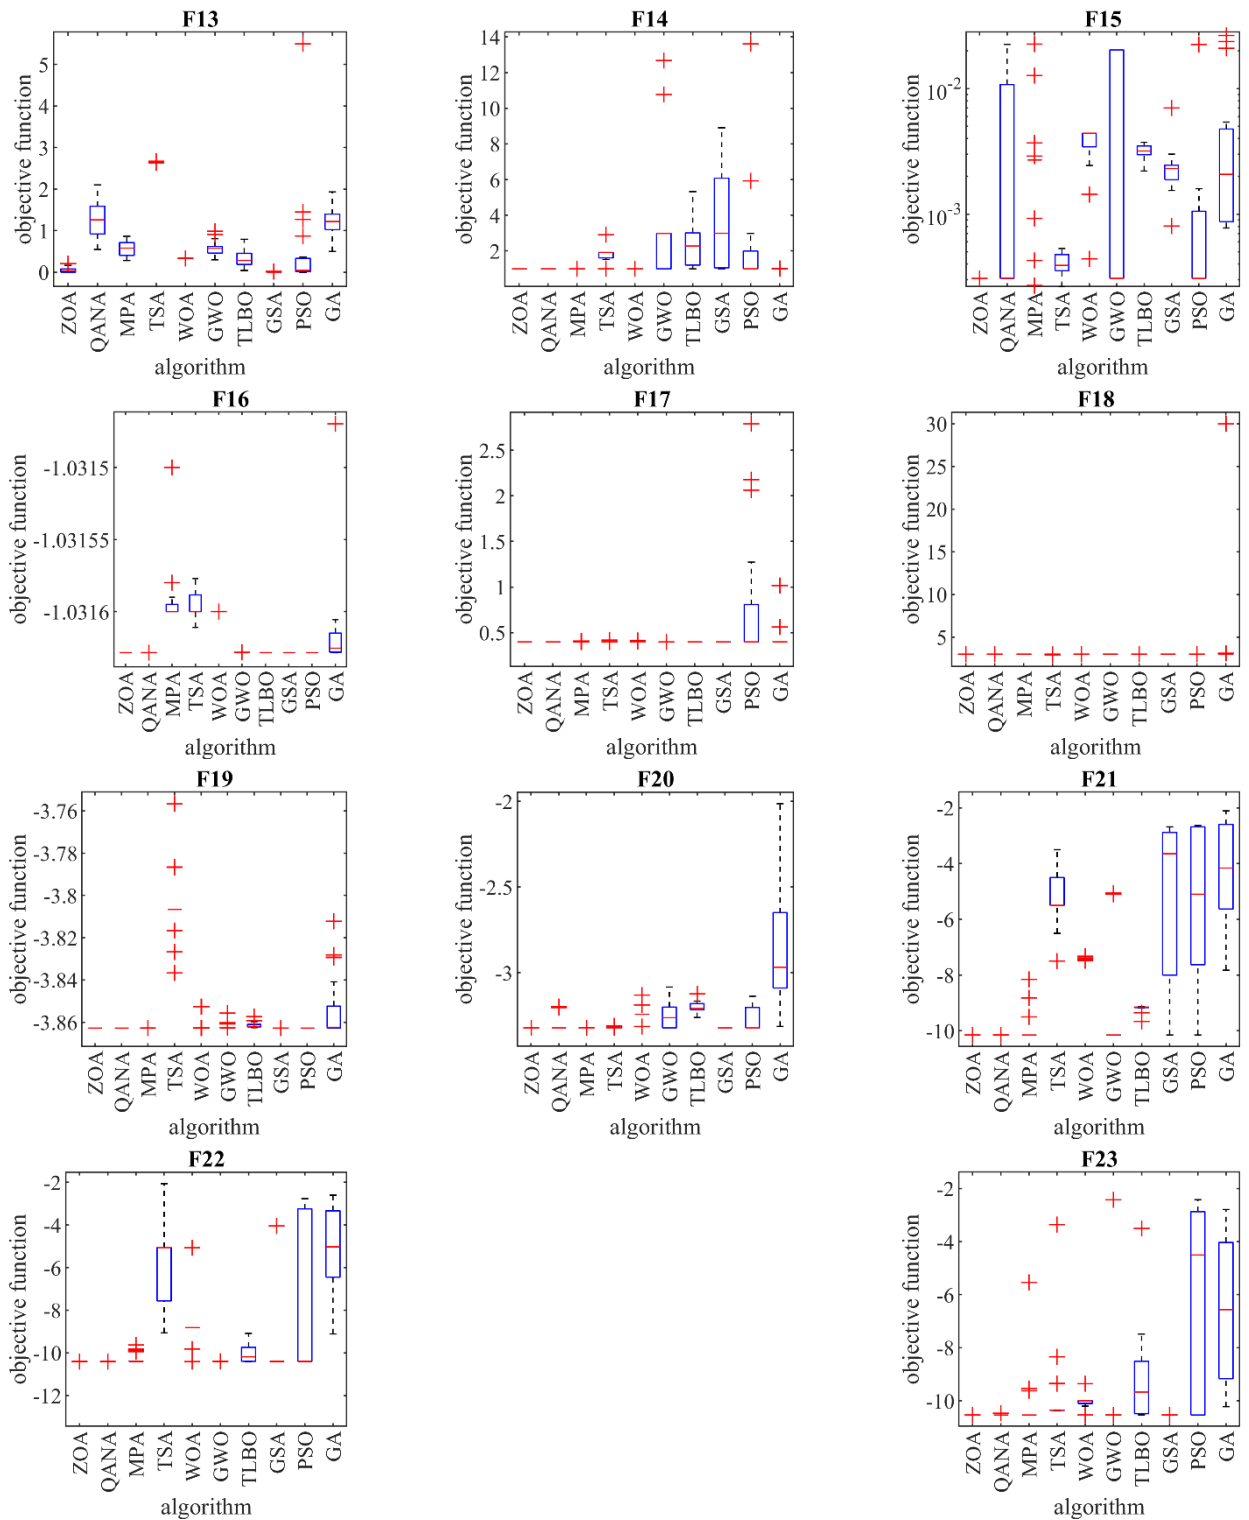 F13
objective function
5
4
3
2
1
0
ZOA
QANA
MPA
TSA
WOA
GWO
TLBO
GSA
PSO
GA
algorithm
F14
objective function
14
12
10
8
6
4
2
ZOA
QANA
MPA
TSA
WOA
GWO
TLBO
GSA
PSO
GA
algorithm
F15
objective function
10^-2
10^-3
ZOA
QANA
MPA
TSA
WOA
GWO
TLBO
GSA
PSO
GA
algorithm
F16
objective function
-1.0315
-1.03155
-1.0316
ZOA
QANA
MPA
TSA
WOA
GWO
TLBO
GSA
PSO
GA
algorithm
F17
objective function
2.5
2
1.5
1
0.5
ZOA
QANA
MPA
TSA
WOA
GWO
TLBO
GSA
PSO
GA
algorithm
F18
objective function
30
25
20
15
10
5
ZOA
QANA
MPA
TSA
WOA
GWO
TLBO
GSA
PSO
GA
algorithm
F19
objective function
-3.76
-3.78
-3.8
-3.82
-3.84
-3.86
ZOA
QANA
MPA
TSA
WOA
GWO
TLBO
GSA
PSO
GA
algorithm
F20
objective function
-2
-2.5
-3
ZOA
QANA
MPA
TSA
WOA
GWO
TLBO
GSA
PSO
GA
algorithm
F21
objective function
-2
-4
-6
-8
-10
ZOA
QANA
MPA
TSA
WOA
GWO
TLBO
GSA
PSO
GA
algorithm
F22
objective function
-2
-4
-6
-8
-10
-12
ZOA
QANA
MPA
TSA
WOA
GWO
TLBO
GSA
PSO
GA
algorithm
F23
objective function
-2
-4
-6
-8
-10
ZOA
QANA
MPA
TSA
WOA
GWO
TLBO
GSA
PSO
GA
algorithm